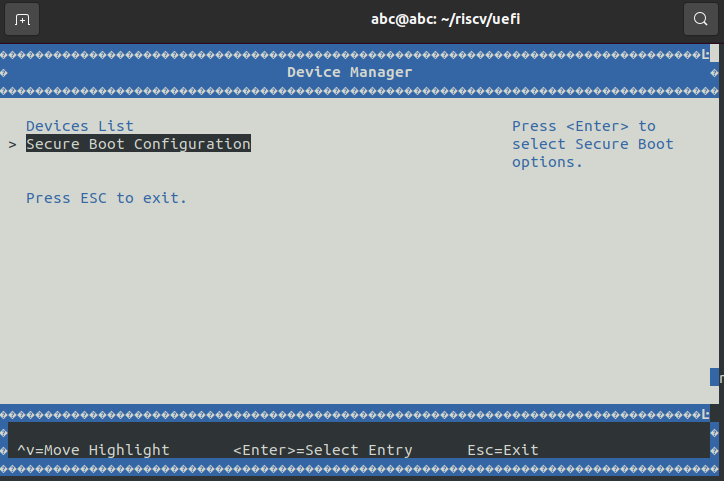 abc@abc: ~/riscv/uefi
Device Manager
Devices List
> Secure Boot Configuration
Press <Enter> to
select Secure Boot
options.
Press ESC to exit.
^v=Move Highlight <Enter>=Select Entry Esc=Exit